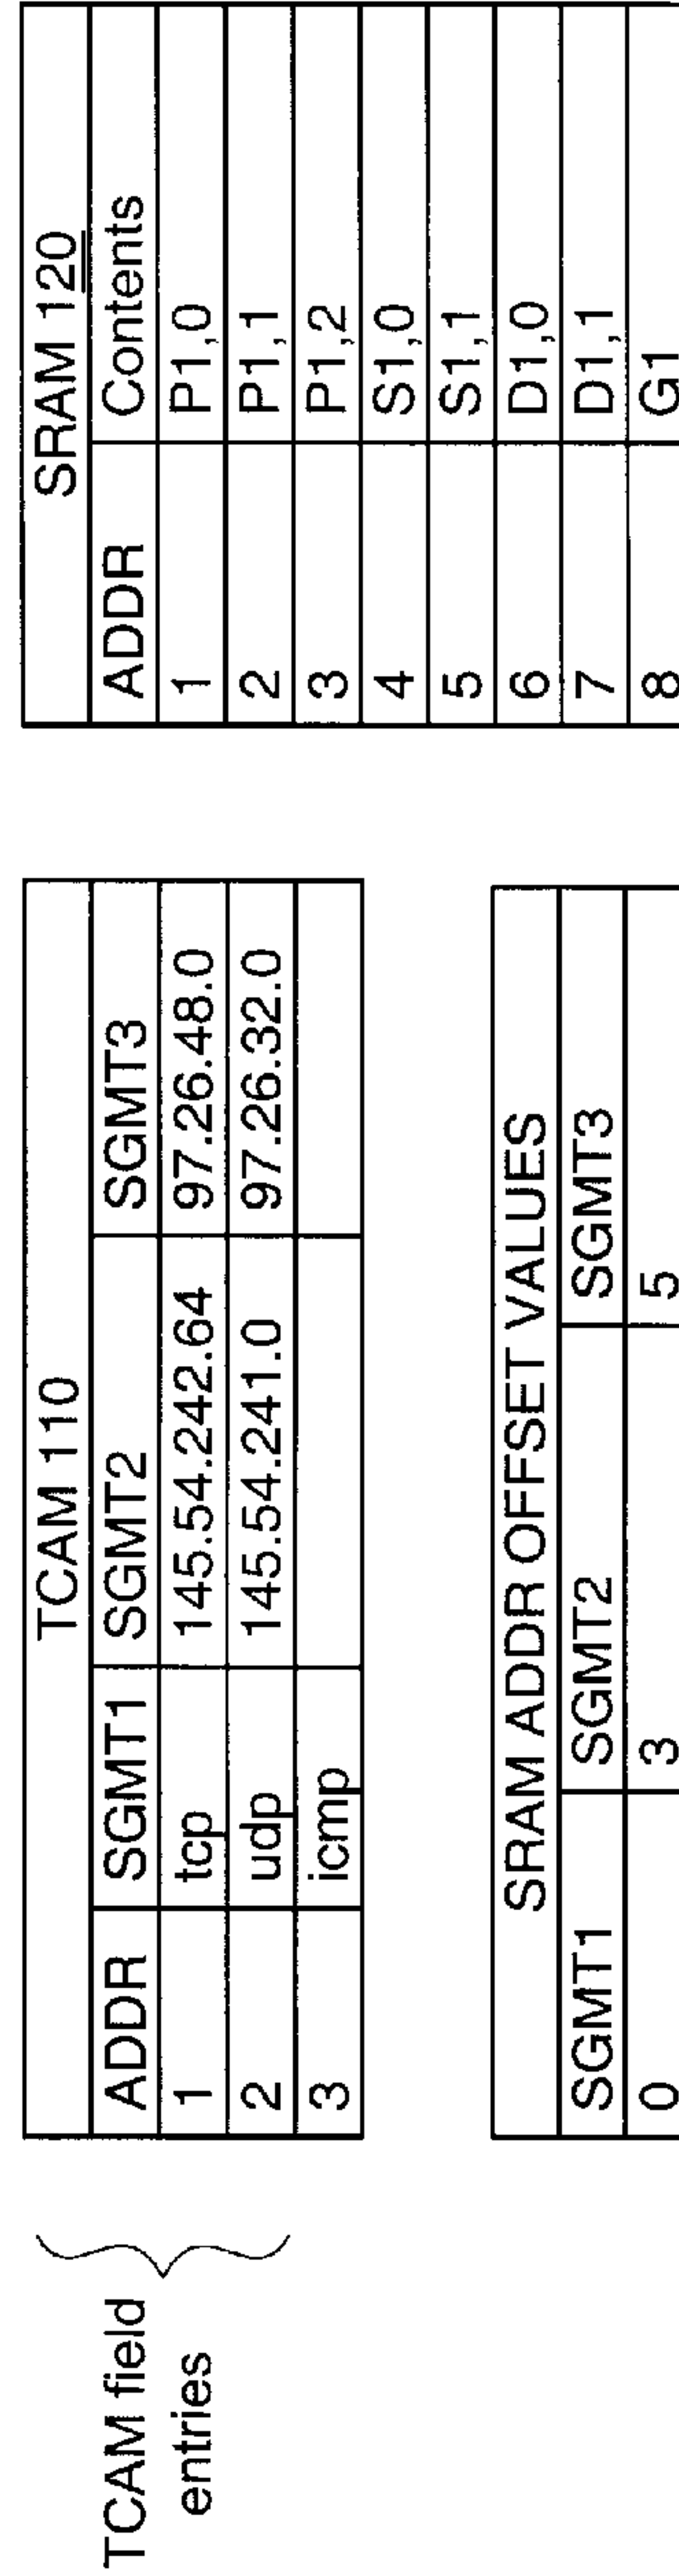 TCAM field
entries
TCAM 110
ADDR SGMT1 SGMT2 SGMT3
1 tcp 145.54.242.64 97.26.48.0
2 udp 145.54.241.0 97.26.32.0
3 icmp
SRAM ADDR OFFSET VALUES
SGMT1 SGMT2 SGMT3
0 3 5
SRAM 120
ADDR Contents
1 P1,0
2 P1,1
3 P1,2
4 S1,0
5 S1,1
6 D1,0
7 D1,1
8 G1